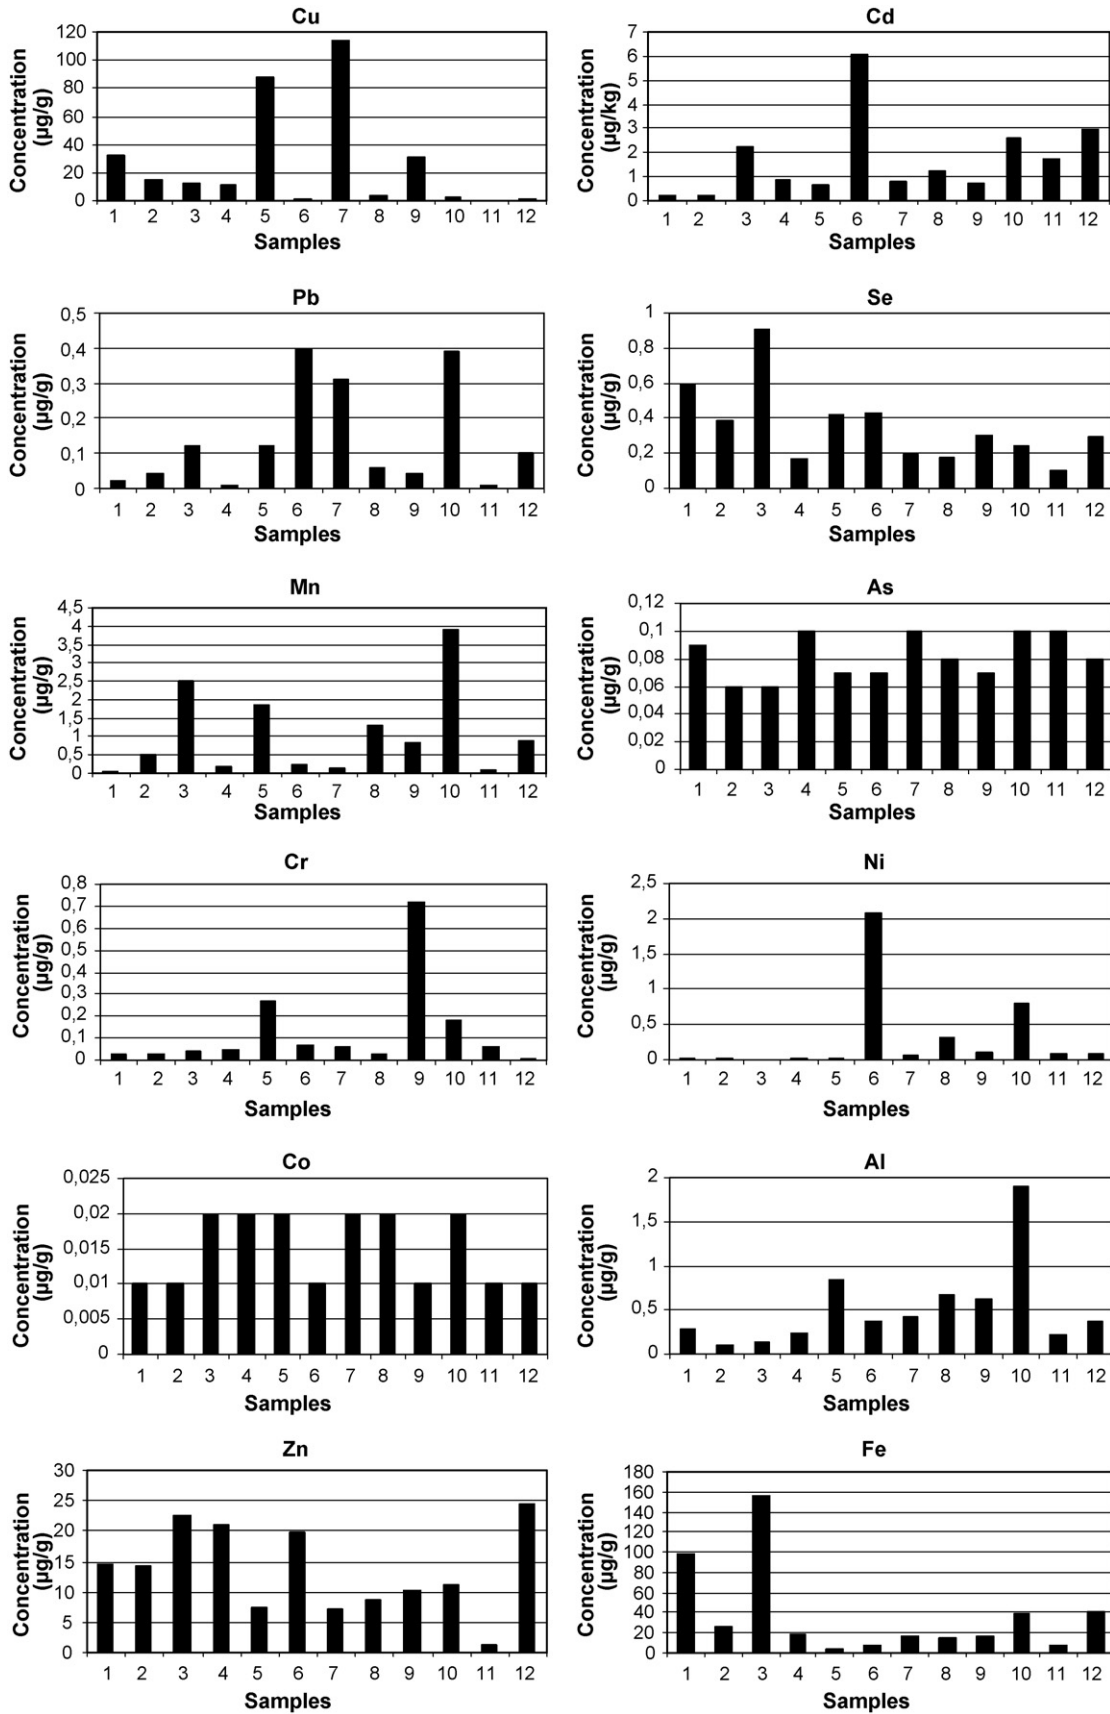 Cu
Concentration
(µg/g)
120
100
80
60
40
20
0
1 2 3 4 5 6 7 8 9 10 11 12
Samples
Cd
Concentration
(µg/kg)
7
6
5
4
3
2
1
0
1 2 3 4 5 6 7 8 9 10 11 12
Samples
Pb
Concentration
(µg/g)
0,5
0,4
0,3
0,2
0,1
0
1 2 3 4 5 6 7 8 9 10 11 12
Samples
Se
Concentration
(µg/g)
1
0,8
0,6
0,4
0,2
0
1 2 3 4 5 6 7 8 9 10 11 12
Samples
Mn
Concentration
(µg/g)
4,5
4
3,5
3
2,5
2
1,5
1
0,5
0
1 2 3 4 5 6 7 8 9 10 11 12
Samples
As
Concentration
(µg/g)
0,12
0,1
0,08
0,06
0,04
0,02
0
1 2 3 4 5 6 7 8 9 10 11 12
Samples
Cr
Concentration
(µg/g)
0,8
0,7
0,6
0,5
0,4
0,3
0,2
0,1
0
1 2 3 4 5 6 7 8 9 10 11 12
Samples
Ni
Concentration
(µg/g)
2,5
2
1,5
1
0,5
0
1 2 3 4 5 6 7 8 9 10 11 12
Samples
Co
Concentration
(µg/g)
0,025
0,02
0,015
0,01
0,005
0
1 2 3 4 5 6 7 8 9 10 11 12
Samples
Al
Concentration
(µg/g)
2
1,5
1
0,5
0
1 2 3 4 5 6 7 8 9 10 11 12
Samples
Zn
Concentration
(µg/g)
30
25
20
15
10
5
0
1 2 3 4 5 6 7 8 9 10 11 12
Samples
Fe
Concentration
(µg/g)
180
160
140
120
100
80
60
40
20
0
1 2 3 4 5 6 7 8 9 10 11 12
Samples